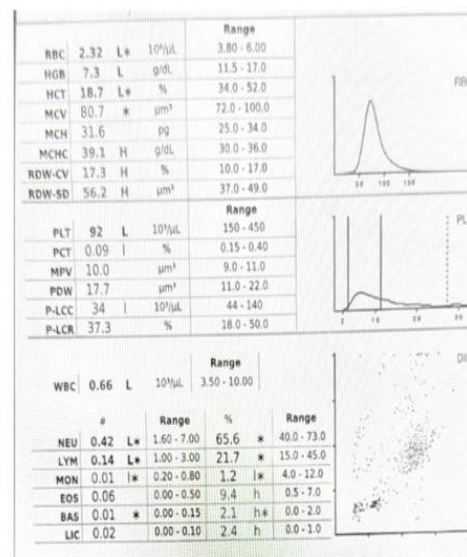 Range
RBC 2.32 L* 10⁶/µL 3.80 - 6.00
HGB 7.3 L g/dL 11.5 - 17.0
HCT 18.7 L* % 34.0 - 52.0
MCV 80.7 * µm³ 72.0 - 100.0
MCH 31.6 pg 25.0 - 34.0
MCHC 39.1 H g/dL 30.0 - 36.0
RDW-CV 17.3 H % 10.0 - 17.0
RDW-SD 56.2 H µm³ 37.0 - 49.0
50 100 150
Range
PLT 92 L 10³/µL 150 - 450
PCT 0.09 l % 0.15 - 0.40
MPV 10.0 µm³ 9.0 - 11.0
PDW 17.7 µm³ 11.0 - 22.0
P-LCC 34 l 10³/µL 44 - 140
P-LCR 37.3 % 18.0 - 50.0
10 20 30
Range
WBC 0.66 L 10³/µL 3.50 - 10.00
# Range % Range
NEU 0.42 L* 1.60 - 7.00 65.6 * 40.0 - 73.0
LYM 0.14 L* 1.00 - 3.00 21.7 * 15.0 - 45.0
MON 0.01 l* 0.20 - 0.80 1.2 l* 4.0 - 12.0
EOS 0.06 0.00 - 0.50 9.4 h 0.5 - 7.0
BAS 0.01 * 0.00 - 0.15 2.1 h* 0.0 - 2.0
LIC 0.02 0.00 - 0.10 2.4 h 0.0 - 1.0